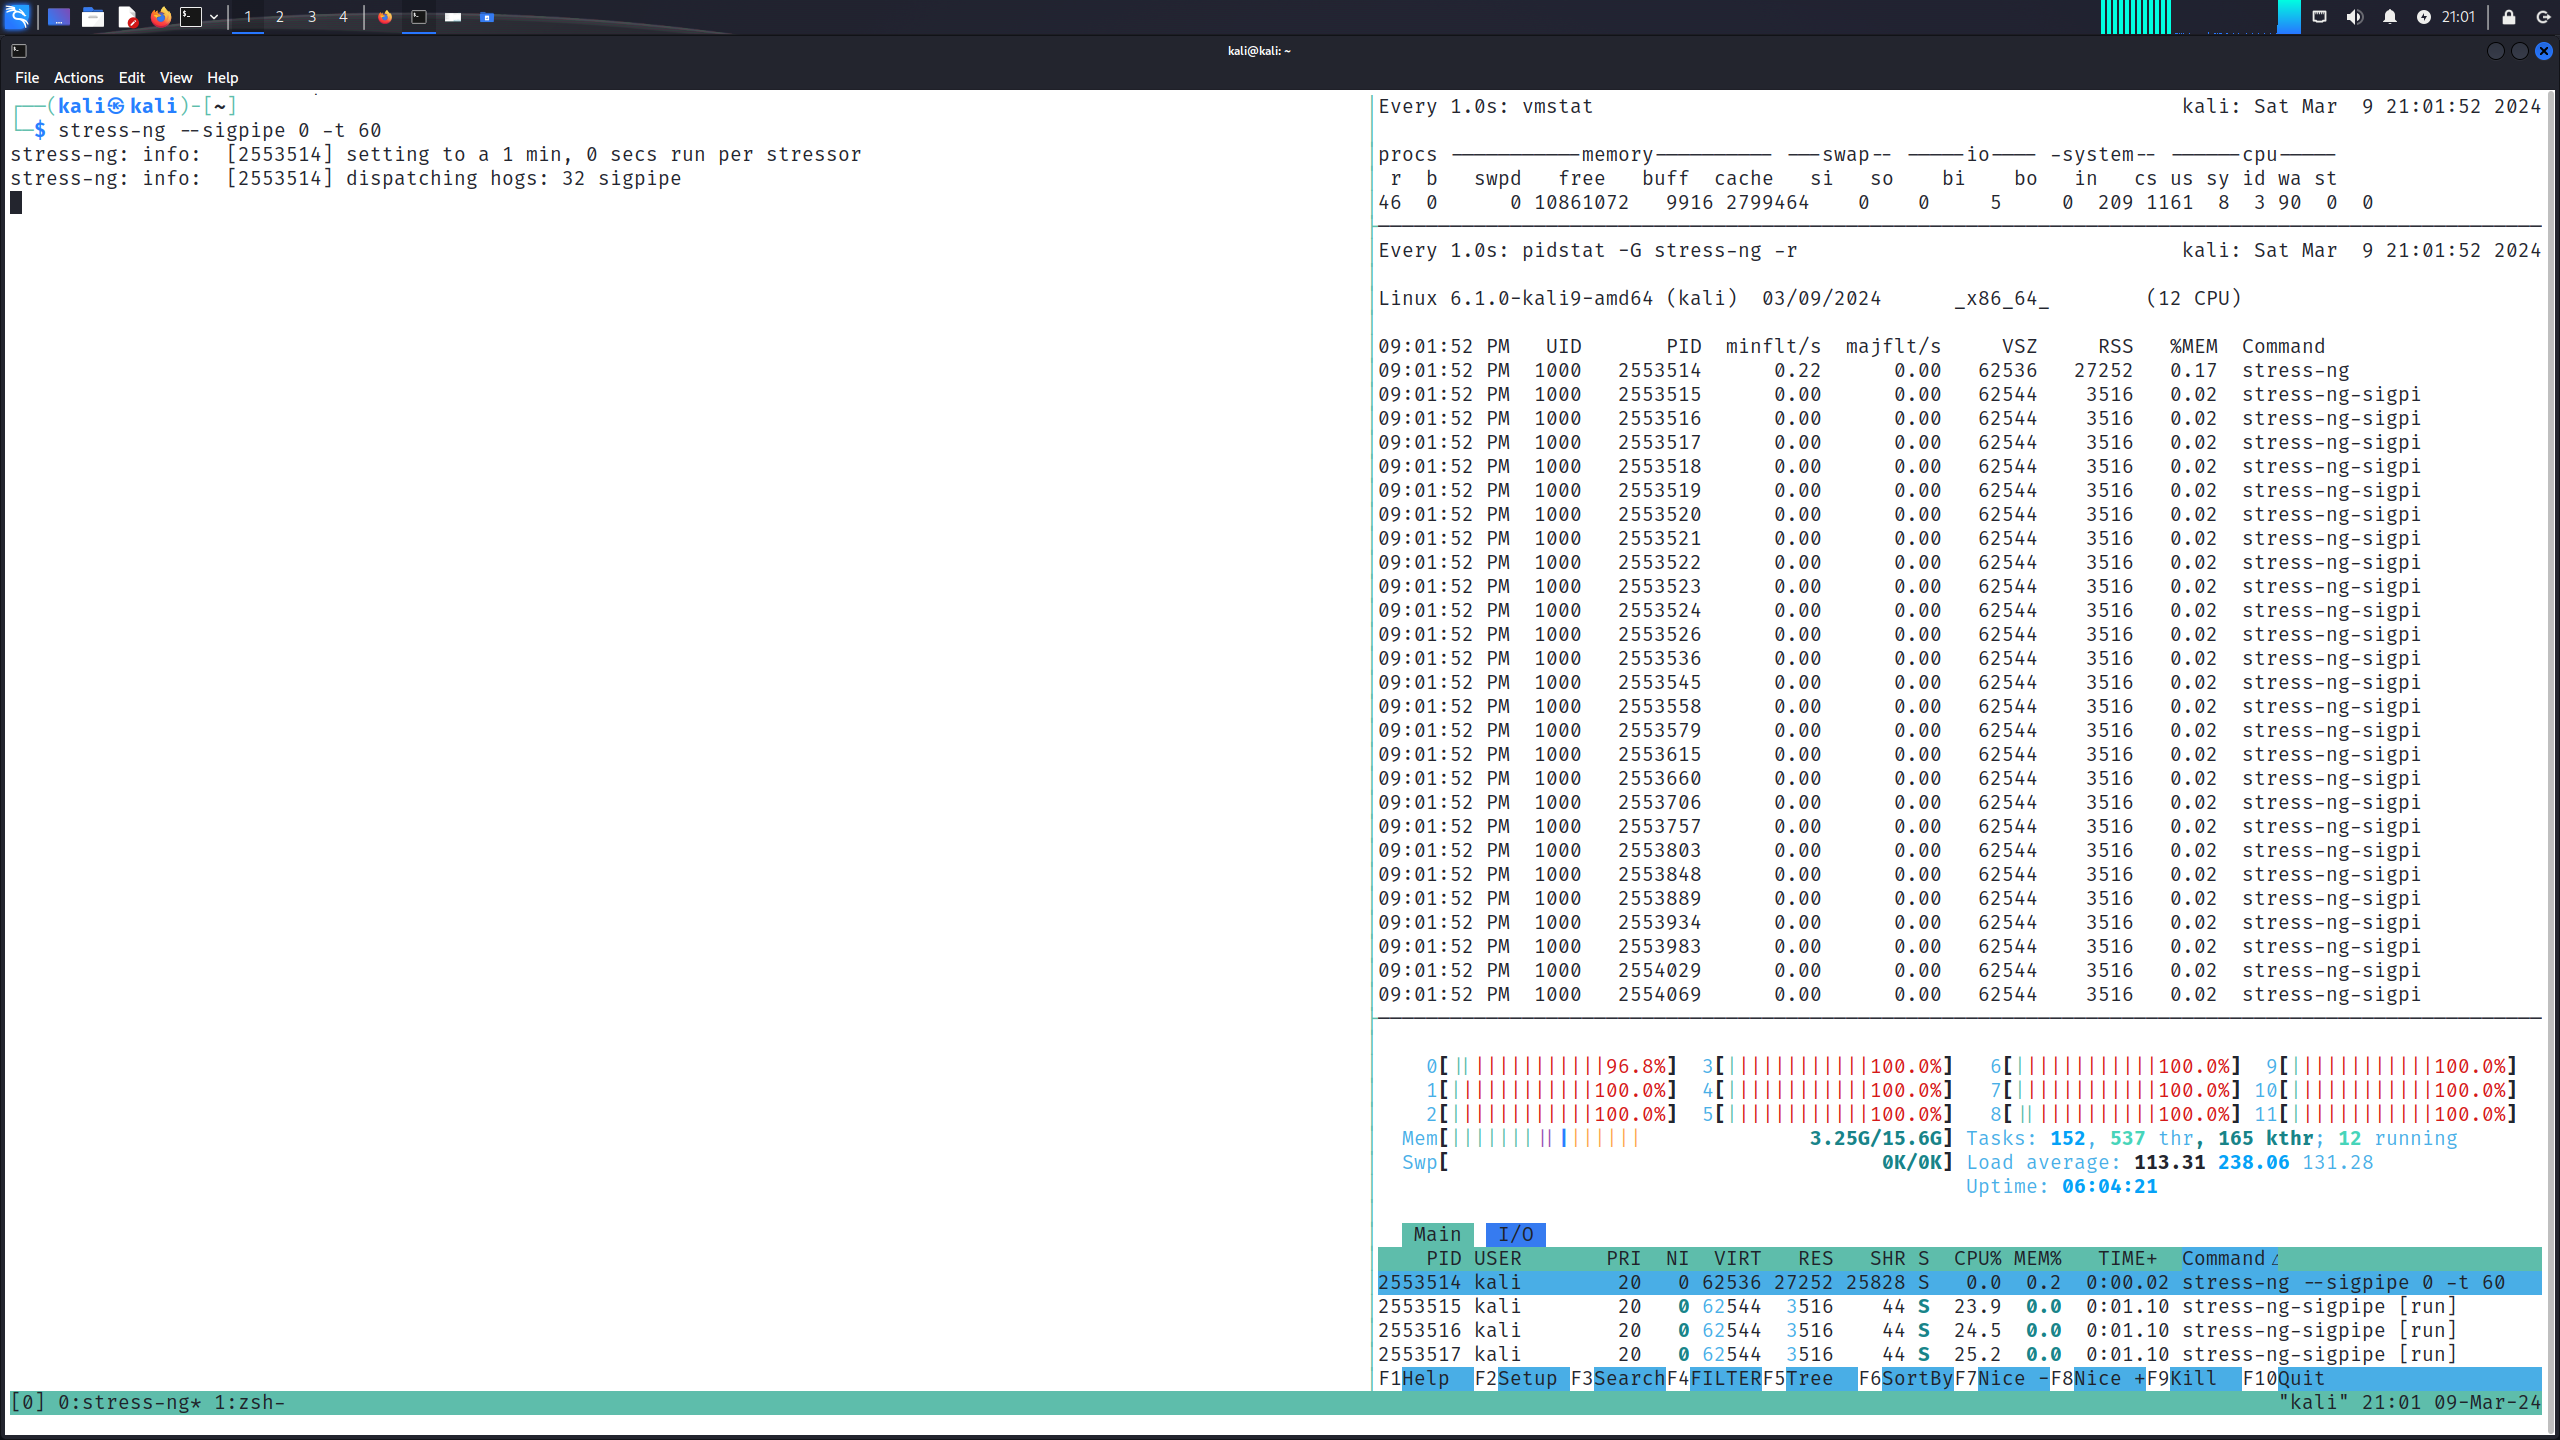 1 2 3 4 21:01
kali@kali: ~
File Actions Edit View Help
┌──(kali㉿kali)-[~]
└─$ stress-ng --sigpipe 0 -t 60
stress-ng: info:  [2553514] setting to a 1 min, 0 secs run per stressor
stress-ng: info:  [2553514] dispatching hogs: 32 sigpipe
Every 1.0s: vmstat kali: Sat Mar  9 21:01:52 2024
procs -----------memory---------- ---swap-- -----io---- -system-- ------cpu-----
r b swpd free buff cache si so bi bo in cs us sy id wa st
46 0 0 10861072 9916 2799464 0 0 5 0 209 1161 8 3 90 0 0
Every 1.0s: pidstat -G stress-ng -r kali: Sat Mar  9 21:01:52 2024
Linux 6.1.0-kali9-amd64 (kali) 03/09/2024 _x86_64_ (12 CPU)
09:01:52 PM UID PID minflt/s majflt/s VSZ RSS %MEM Command
09:01:52 PM 1000 2553514 0.22 0.00 62536 27252 0.17 stress-ng
09:01:52 PM 1000 2553515 0.00 0.00 62544 3516 0.02 stress-ng-sigpi
09:01:52 PM 1000 2553516 0.00 0.00 62544 3516 0.02 stress-ng-sigpi
09:01:52 PM 1000 2553517 0.00 0.00 62544 3516 0.02 stress-ng-sigpi
09:01:52 PM 1000 2553518 0.00 0.00 62544 3516 0.02 stress-ng-sigpi
09:01:52 PM 1000 2553519 0.00 0.00 62544 3516 0.02 stress-ng-sigpi
09:01:52 PM 1000 2553520 0.00 0.00 62544 3516 0.02 stress-ng-sigpi
09:01:52 PM 1000 2553521 0.00 0.00 62544 3516 0.02 stress-ng-sigpi
09:01:52 PM 1000 2553522 0.00 0.00 62544 3516 0.02 stress-ng-sigpi
09:01:52 PM 1000 2553523 0.00 0.00 62544 3516 0.02 stress-ng-sigpi
09:01:52 PM 1000 2553524 0.00 0.00 62544 3516 0.02 stress-ng-sigpi
09:01:52 PM 1000 2553526 0.00 0.00 62544 3516 0.02 stress-ng-sigpi
09:01:52 PM 1000 2553536 0.00 0.00 62544 3516 0.02 stress-ng-sigpi
09:01:52 PM 1000 2553545 0.00 0.00 62544 3516 0.02 stress-ng-sigpi
09:01:52 PM 1000 2553558 0.00 0.00 62544 3516 0.02 stress-ng-sigpi
09:01:52 PM 1000 2553579 0.00 0.00 62544 3516 0.02 stress-ng-sigpi
09:01:52 PM 1000 2553615 0.00 0.00 62544 3516 0.02 stress-ng-sigpi
09:01:52 PM 1000 2553660 0.00 0.00 62544 3516 0.02 stress-ng-sigpi
09:01:52 PM 1000 2553706 0.00 0.00 62544 3516 0.02 stress-ng-sigpi
09:01:52 PM 1000 2553757 0.00 0.00 62544 3516 0.02 stress-ng-sigpi
09:01:52 PM 1000 2553803 0.00 0.00 62544 3516 0.02 stress-ng-sigpi
09:01:52 PM 1000 2553848 0.00 0.00 62544 3516 0.02 stress-ng-sigpi
09:01:52 PM 1000 2553889 0.00 0.00 62544 3516 0.02 stress-ng-sigpi
09:01:52 PM 1000 2553934 0.00 0.00 62544 3516 0.02 stress-ng-sigpi
09:01:52 PM 1000 2553983 0.00 0.00 62544 3516 0.02 stress-ng-sigpi
09:01:52 PM 1000 2554029 0.00 0.00 62544 3516 0.02 stress-ng-sigpi
09:01:52 PM 1000 2554069 0.00 0.00 62544 3516 0.02 stress-ng-sigpi
0[|||||||||||||96.8%] 3[||||||||||||100.0%] 6[||||||||||||100.0%] 9[||||||||||||100.0%]
1[||||||||||||100.0%] 4[||||||||||||100.0%] 7[||||||||||||100.0%] 10[||||||||||||100.0%]
2[||||||||||||100.0%] 5[||||||||||||100.0%] 8[||||||||||||100.0%] 11[||||||||||||100.0%]
Mem[||||||||||||||||     3.25G/15.6G] Tasks: 152, 537 thr, 165 kthr; 12 running
Swp[     0K/0K] Load average: 113.31 238.06 131.28
Uptime: 06:04:21
Main I/O
PID USER PRI NI VIRT RES SHR S CPU% MEM% TIME+ Command△
2553514 kali 20 0 62536 27252 25828 S 0.0 0.2 0:00.02 stress-ng --sigpipe 0 -t 60
2553515 kali 20 0 62544 3516 44 S 23.9 0.0 0:01.10 stress-ng-sigpipe [run]
2553516 kali 20 0 62544 3516 44 S 24.5 0.0 0:01.10 stress-ng-sigpipe [run]
2553517 kali 20 0 62544 3516 44 S 25.2 0.0 0:01.10 stress-ng-sigpipe [run]
F1Help F2Setup F3SearchF4FILTERF5Tree F6SortByF7Nice -F8Nice +F9Kill F10Quit
[0] 0:stress-ng* 1:zsh- "kali" 21:01 09-Mar-24